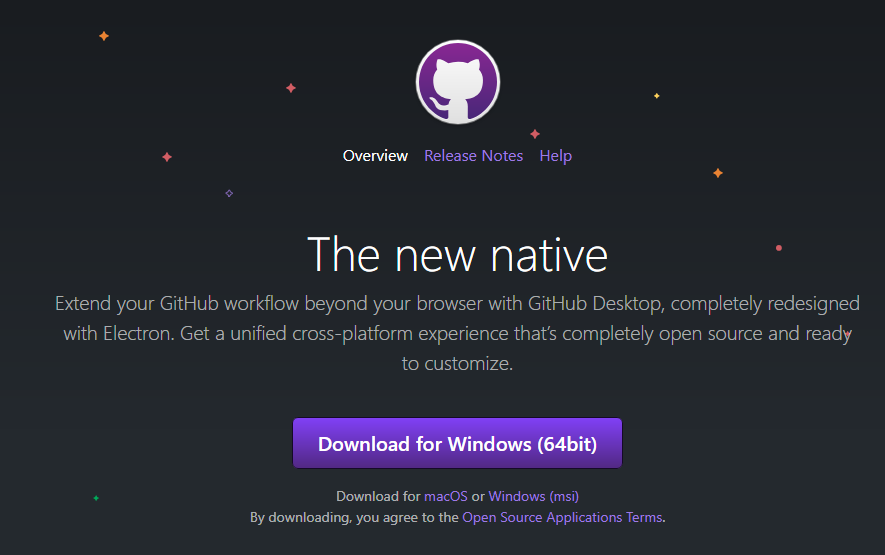 Overview Release Notes Help
The new native
Extend your GitHub workflow beyond your browser with GitHub Desktop, completely redesigned
with Electron. Get a unified cross-platform experience that's completely open source and ready
to customize.
Download for Windows (64bit)
Download for macOS or Windows (msi)
By downloading, you agree to the Open Source Applications Terms.